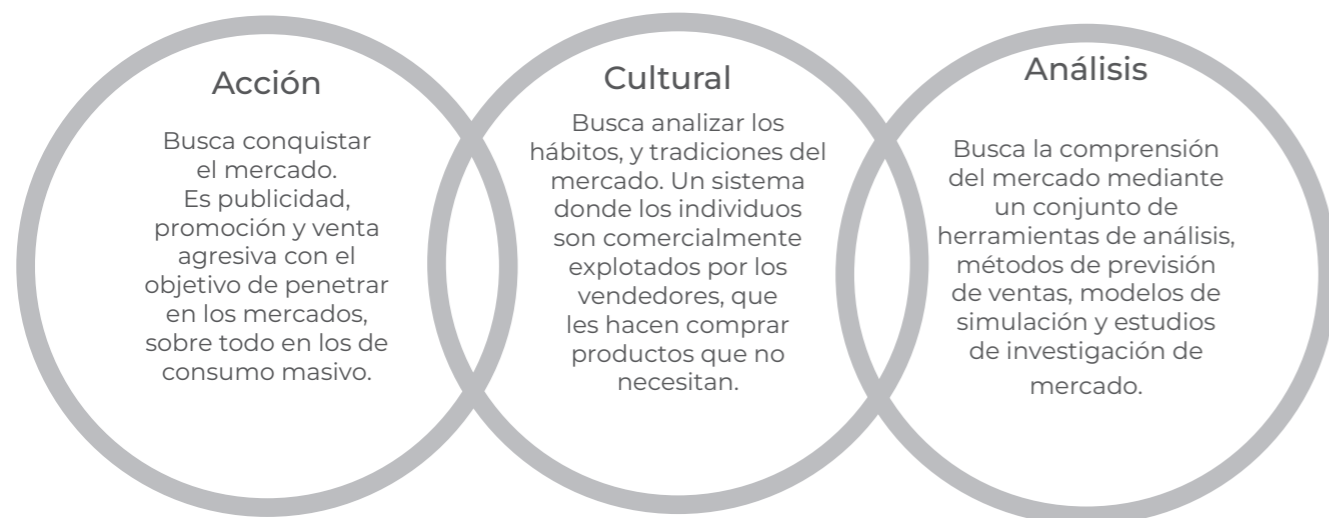 Acción
Busca conquistar
el mercado.
Es publicidad,
promoción y venta
agresiva con el
objetivo de penetrar
en los mercados,
sobre todo en los de
consumo masivo.
Cultural
Busca analizar los
hábitos, y tradiciones del
mercado. Un sistema
donde los individuos
son comercialmente
explotados por los
vendedores, que
les hacen comprar
productos que no
necesitan.
Análisis
Busca la comprensión
del mercado mediante
un conjunto de
herramientas de análisis,
métodos de previsión
de ventas, modelos de
simulación y estudios
de investigación de
mercado.